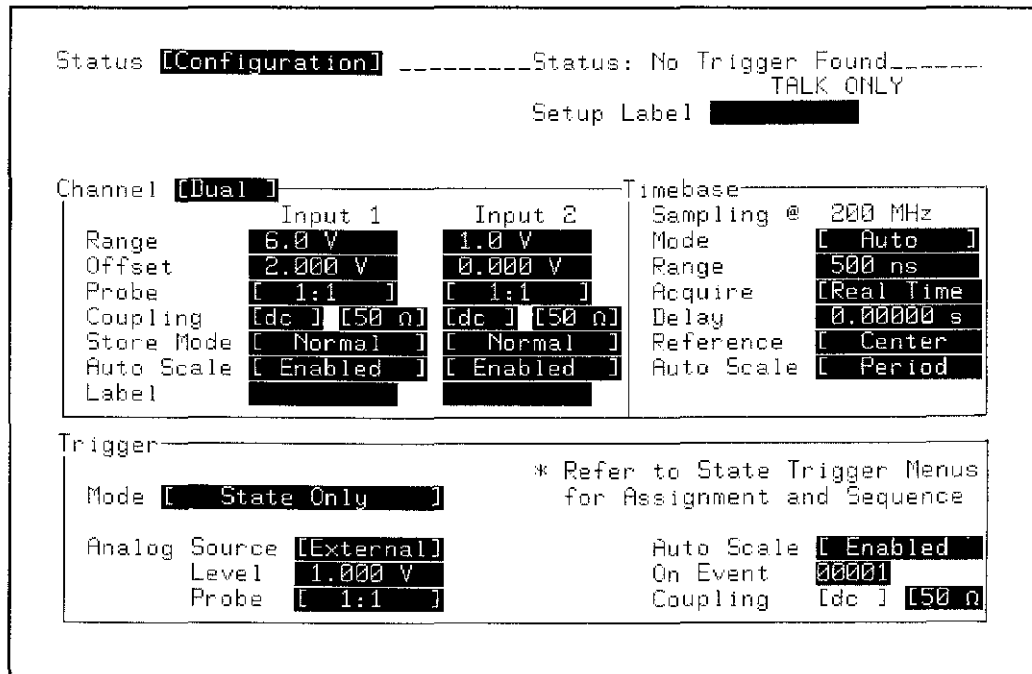 Status [Configuration] _________Status: No Trigger Found______
TALK ONLY
Setup Label
Channel [Dual ] Timebase
Input 1 Input 2 Sampling @ 200 MHz
Range 6.0 V 1.0 V Mode [ Auto ]
Offset 2.000 V 0.000 V Range 500 ns
Probe [ 1:1 ] [ 1:1 ] Acquire [Real Time
Coupling [dc ] [50 Ω] [dc ] [50 Ω] Delay 0.00000 s
Store Mode [ Normal ] [ Normal ] Reference [ Center
Auto Scale [ Enabled ] [ Enabled ] Auto Scale [ Period
Label
Trigger
* Refer to State Trigger Menus
Mode [ State Only ] for Assignment and Sequence
Analog Source [External] Auto Scale [ Enabled
Level 1.000 V On Event 00001
Probe [ 1:1 ] Coupling [dc ] [50 Ω